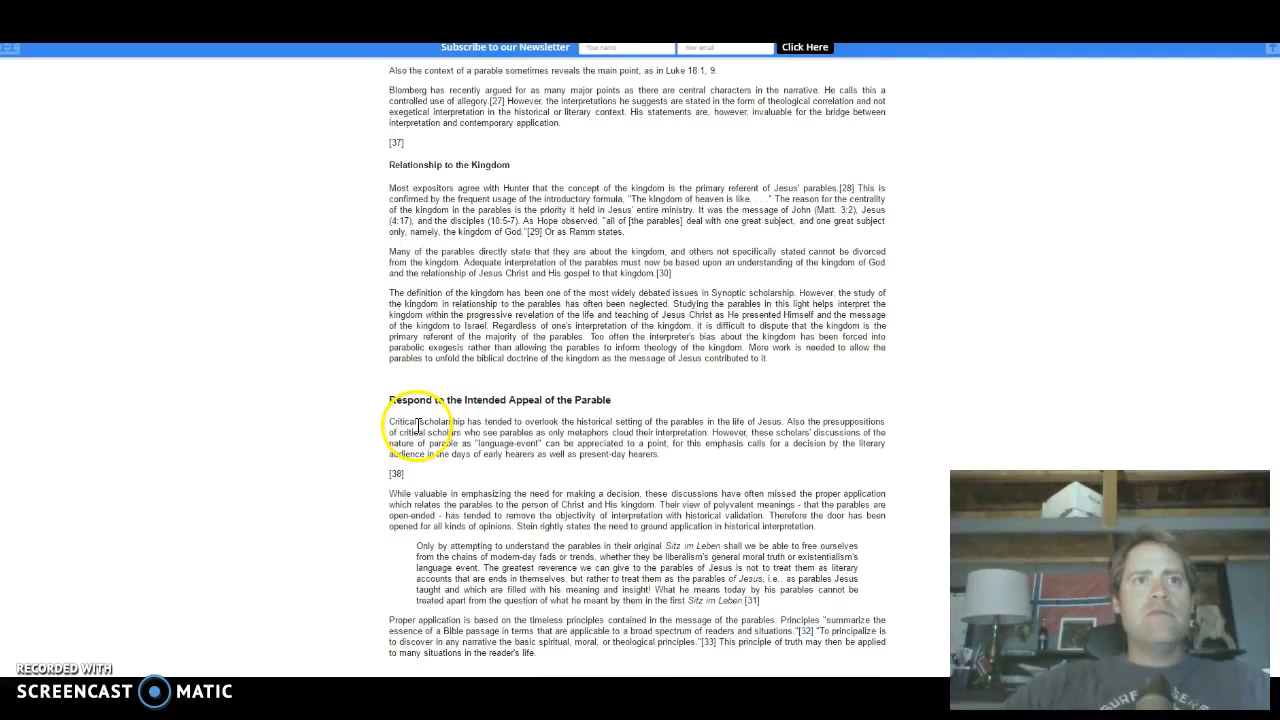 Subscribe to our Newsletter Your name Your email Click Here
Also the context of a parable sometimes reveals the main point, as in Luke 18:1, 9.
Blomberg has recently argued for as many major points as there are central characters in the narrative. He calls this a
controlled use of allegory.[27] However, the interpretations he suggests are stated in the form of theological correlation and not
exegetical interpretation in the historical or literary context. His statements are, however, invaluable for the bridge between
interpretation and contemporary application.
[37]
Relationship to the Kingdom
Most expositors agree with Hunter that the concept of the kingdom is the primary referent of Jesus' parables.[28] This is
confirmed by the frequent usage of the introductory formula, "The kingdom of heaven is like. . . ." The reason for the centrality
of the kingdom in the parables is the priority it held in Jesus' entire ministry. It was the message of John (Matt. 3:2), Jesus
(4:17), and the disciples (10:5-7). As Hope observed, "all of [the parables] deal with one great subject, and one great subject
only, namely, the kingdom of God."[29] Or as Ramm states,
Many of the parables directly state that they are about the kingdom, and others not specifically stated cannot be divorced
from the kingdom. Adequate interpretation of the parables must now be based upon an understanding of the kingdom of God
and the relationship of Jesus Christ and His gospel to that kingdom.[30]
The definition of the kingdom has been one of the most widely debated issues in Synoptic scholarship. However, the study of
the kingdom in relationship to the parables has often been neglected. Studying the parables in this light helps interpret the
kingdom within the progressive revelation of the life and teaching of Jesus Christ as He presented Himself and the message
of the kingdom to Israel. Regardless of one's interpretation of the kingdom, it is difficult to dispute that the kingdom is the
primary referent of the majority of the parables. Too often the interpreter's bias about the kingdom has been forced into
parabolic exegesis rather than allowing the parables to inform theology of the kingdom. More work is needed to allow the
parables to unfold the biblical doctrine of the kingdom as the message of Jesus contributed to it.
Respond to the Intended Appeal of the Parable
Critical scholarship has tended to overlook the historical setting of the parables in the life of Jesus. Also the presuppositions
of critical scholars who see parables as only metaphors cloud their interpretation. However, these scholars' discussions of the
nature of parable as "language-event" can be appreciated to a point, for this emphasis calls for a decision by the literary
audience in the days of early hearers as well as present-day hearers.
[38]
While valuable in emphasizing the need for making a decision, these discussions have often missed the proper application
which relates the parables to the person of Christ and His kingdom. Their view of polyvalent meanings - that the parables are
open-ended - has tended to remove the objectivity of interpretation with historical validation. Therefore the door has been
opened for all kinds of opinions. Stein rightly states the need to ground application in historical interpretation.
Only by attempting to understand the parables in their original Sitz im Leben shall we be able to free ourselves
from the chains of modern-day fads or trends, whether they be liberalism's general moral truth or existentialism's
language event. The greatest reverence we can give to the parables of Jesus is not to treat them as literary
accounts that are ends in themselves, but rather to treat them as the parables of Jesus, i.e., as parables Jesus
taught and which are filled with his meaning and insight! What he means today by his parables cannot be
treated apart from the question of what he meant by them in the first Sitz im Leben.[31]
Proper application is based on the timeless principles contained in the message of the parables. Principles "summarize the
essence of a Bible passage in terms that are applicable to a broad spectrum of readers and situations."[32] "To principalize is
to discover in any narrative the basic spiritual, moral, or theological principles."[33] This principle of truth may then be applied
to many situations in the reader's life.
RECORDED WITH
SCREENCAST MATIC
SURF SERIES